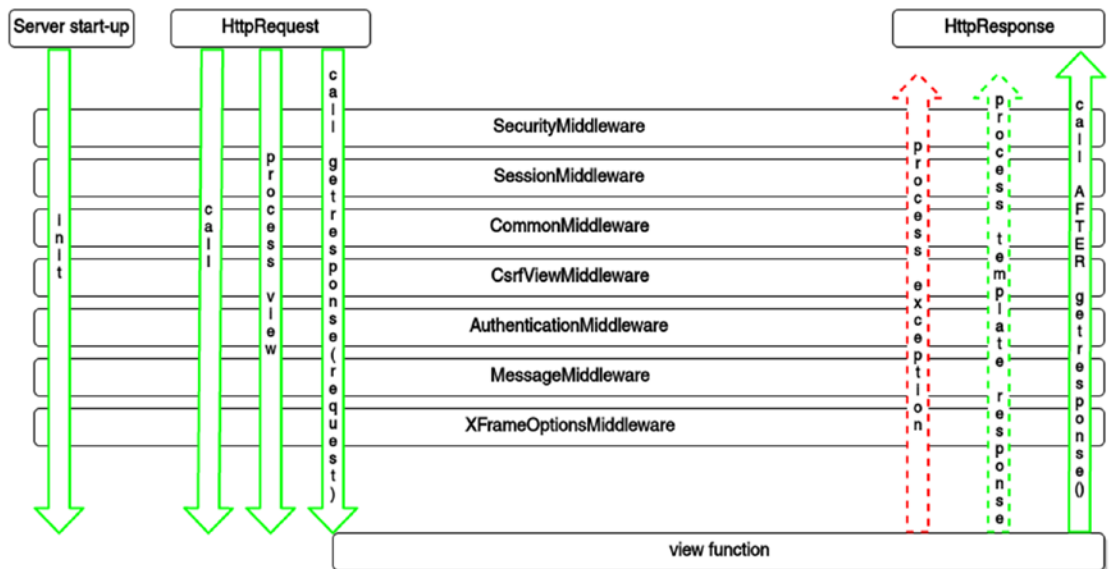 Server start-up
HttpRequest
HttpResponse
SecurityMiddleware
SessionMiddleware
CommonMiddleware
CsrfViewMiddleware
AuthenticationMiddleware
MessageMiddleware
XFrameOptionsMiddleware
init
call
process view
call getresponse(request)
process exception
process template response
call AFTER getresponse()
view function